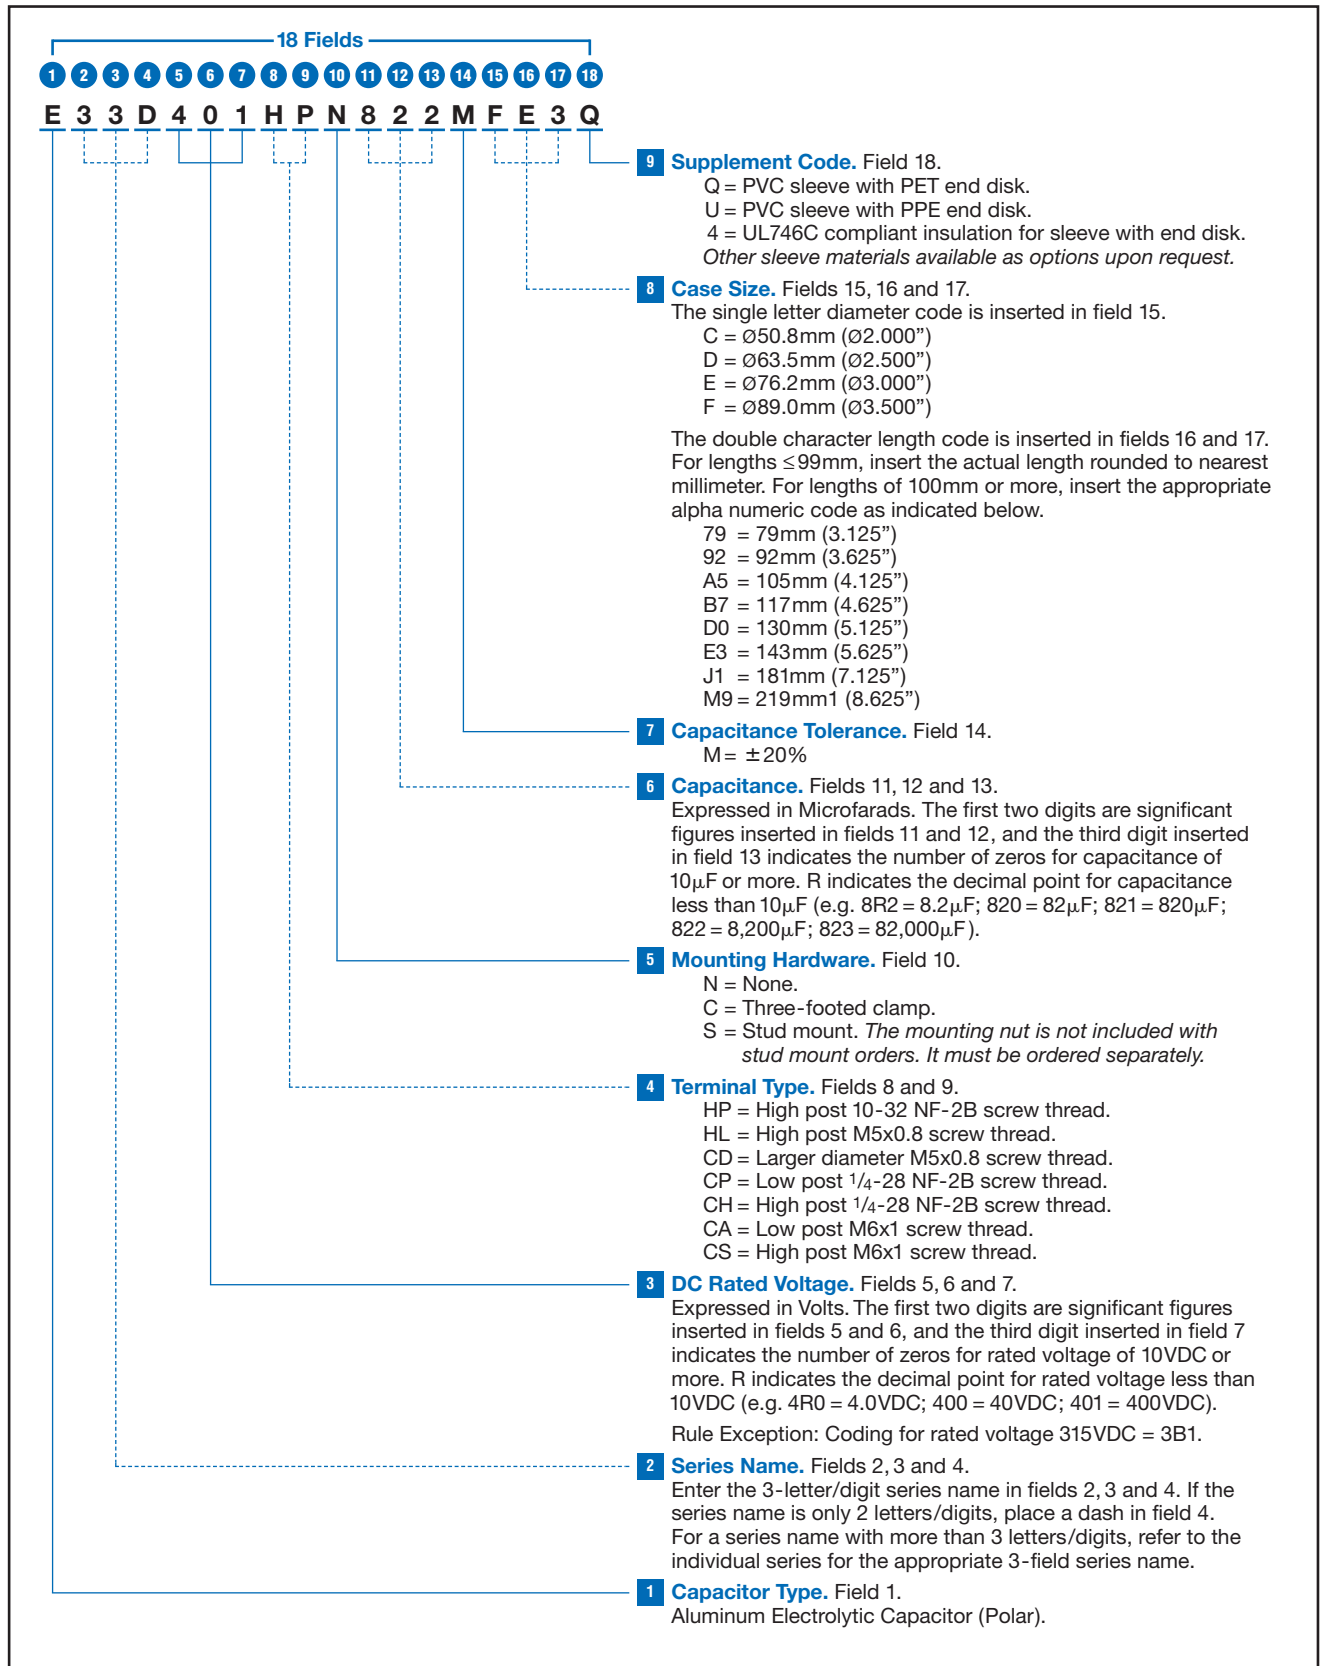 18 Fields
1 2 3 4 5 6 7 8 9 10 11 12 13 14 15 16 17 18
E 3 3 D 4 0 1 H P N 8 2 2 M F E 3 Q
9 Supplement Code. Field 18.
Q = PVC sleeve with PET end disk.
U = PVC sleeve with PPE end disk.
4 = UL746C compliant insulation for sleeve with end disk.
Other sleeve materials available as options upon request.
8 Case Size. Fields 15, 16 and 17.
The single letter diameter code is inserted in field 15.
C = Ø50.8mm (Ø2.000”)
D = Ø63.5mm (Ø2.500”)
E = Ø76.2mm (Ø3.000”)
F = Ø89.0mm (Ø3.500”)
The double character length code is inserted in fields 16 and 17.
For lengths ≤99mm, insert the actual length rounded to nearest
millimeter. For lengths of 100mm or more, insert the appropriate
alpha numeric code as indicated below.
79 = 79mm (3.125”)
92 = 92mm (3.625”)
A5 = 105mm (4.125”)
B7 = 117mm (4.625”)
D0 = 130mm (5.125”)
E3 = 143mm (5.625”)
J1 = 181mm (7.125”)
M9 = 219mm1 (8.625”)
7 Capacitance Tolerance. Field 14.
M = ±20%
6 Capacitance. Fields 11, 12 and 13.
Expressed in Microfarads. The first two digits are significant
figures inserted in fields 11 and 12, and the third digit inserted
in field 13 indicates the number of zeros for capacitance of
10µF or more. R indicates the decimal point for capacitance
less than 10µF (e.g. 8R2 = 8.2µF; 820 = 82µF; 821 = 820µF;
822 = 8,200µF; 823 = 82,000µF).
5 Mounting Hardware. Field 10.
N = None.
C = Three-footed clamp.
S = Stud mount. The mounting nut is not included with
stud mount orders. It must be ordered separately.
4 Terminal Type. Fields 8 and 9.
HP = High post 10-32 NF-2B screw thread.
HL = High post M5x0.8 screw thread.
CD = Larger diameter M5x0.8 screw thread.
CP = Low post 1/4-28 NF-2B screw thread.
CH = High post 1/4-28 NF-2B screw thread.
CA = Low post M6x1 screw thread.
CS = High post M6x1 screw thread.
3 DC Rated Voltage. Fields 5, 6 and 7.
Expressed in Volts. The first two digits are significant figures
inserted in fields 5 and 6, and the third digit inserted in field 7
indicates the number of zeros for rated voltage of 10VDC or
more. R indicates the decimal point for rated voltage less than
10VDC (e.g. 4R0 = 4.0VDC; 400 = 40VDC; 401 = 400VDC).
Rule Exception: Coding for rated voltage 315VDC = 3B1.
2 Series Name. Fields 2, 3 and 4.
Enter the 3-letter/digit series name in fields 2, 3 and 4. If the
series name is only 2 letters/digits, place a dash in field 4.
For a series name with more than 3 letters/digits, refer to the
individual series for the appropriate 3-field series name.
1 Capacitor Type. Field 1.
Aluminum Electrolytic Capacitor (Polar).